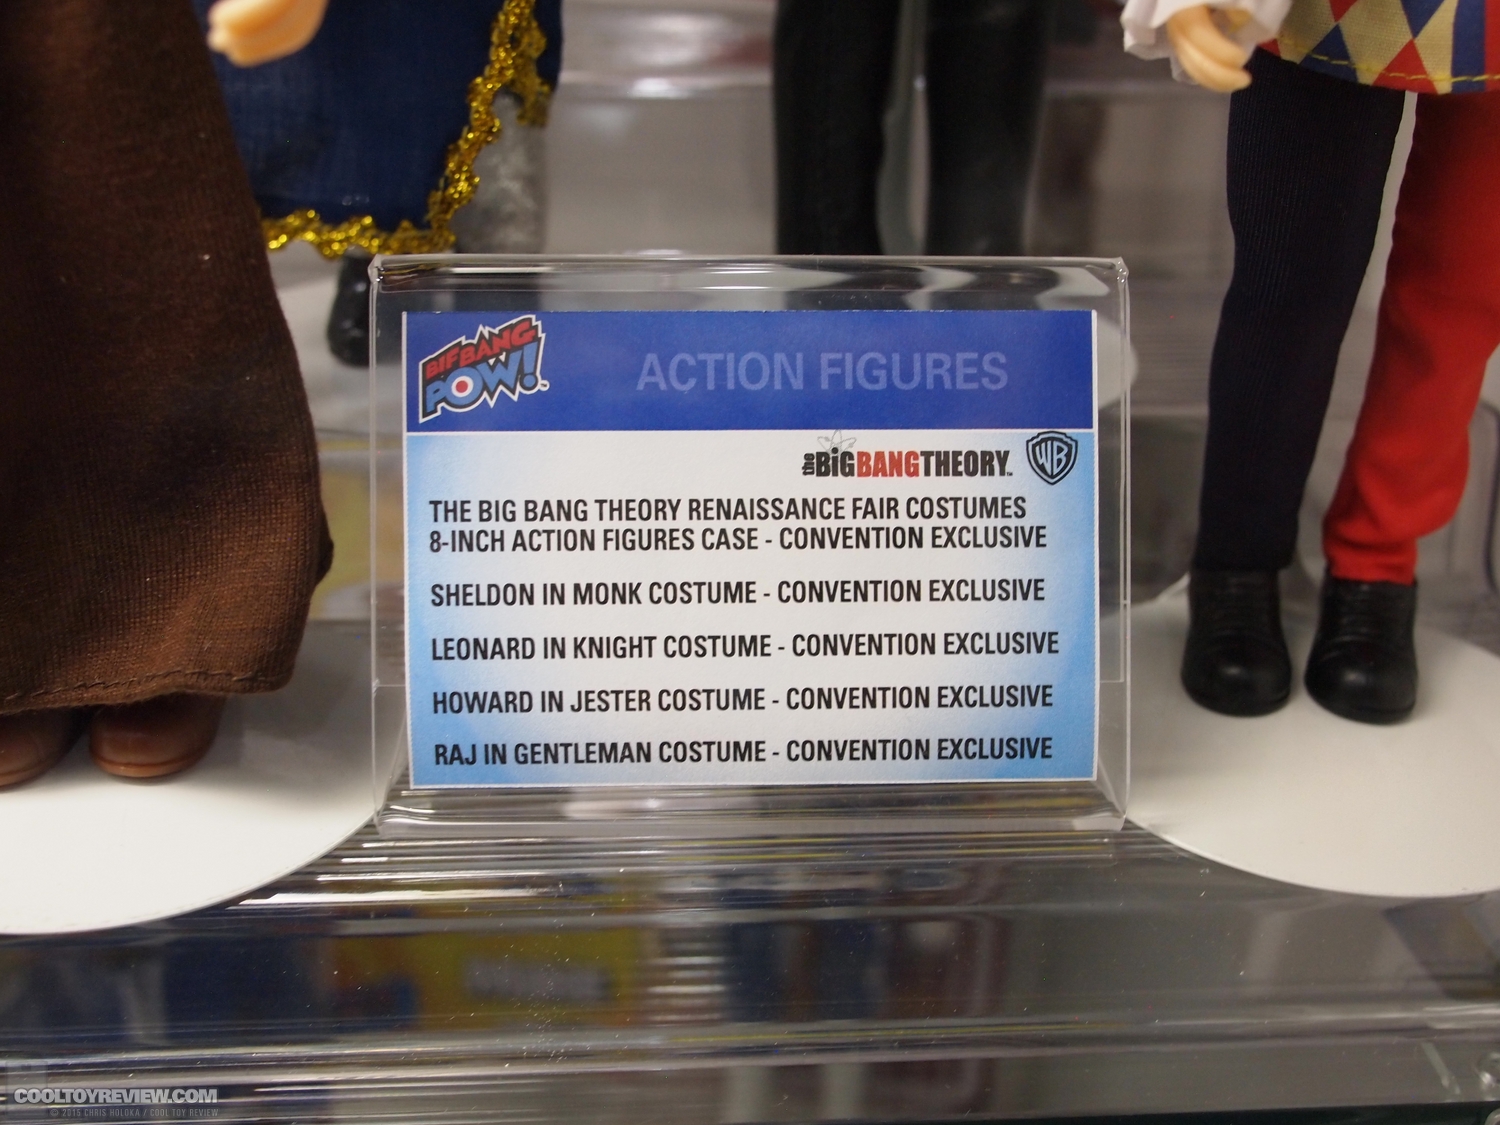 BIF BANG
POW!
ACTION FIGURES
the BiG BANG THEORY.
WB
THE BIG BANG THEORY RENAISSANCE FAIR COSTUMES
8-INCH ACTION FIGURES CASE - CONVENTION EXCLUSIVE
SHELDON IN MONK COSTUME - CONVENTION EXCLUSIVE
LEONARD IN KNIGHT COSTUME - CONVENTION EXCLUSIVE
HOWARD IN JESTER COSTUME - CONVENTION EXCLUSIVE
RAJ IN GENTLEMAN COSTUME - CONVENTION EXCLUSIVE
COOLTOYREVIEW.COM
© 2015 CHRIS HOLOKA / COOL TOY REVIEW